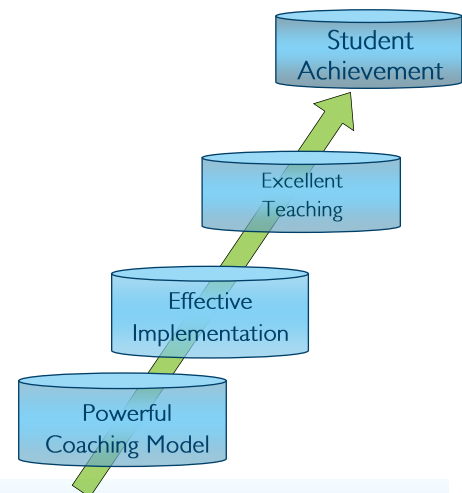 Student
Achievement
Excellent
Teaching
Effective
Implementation
Powerful
Coaching Model